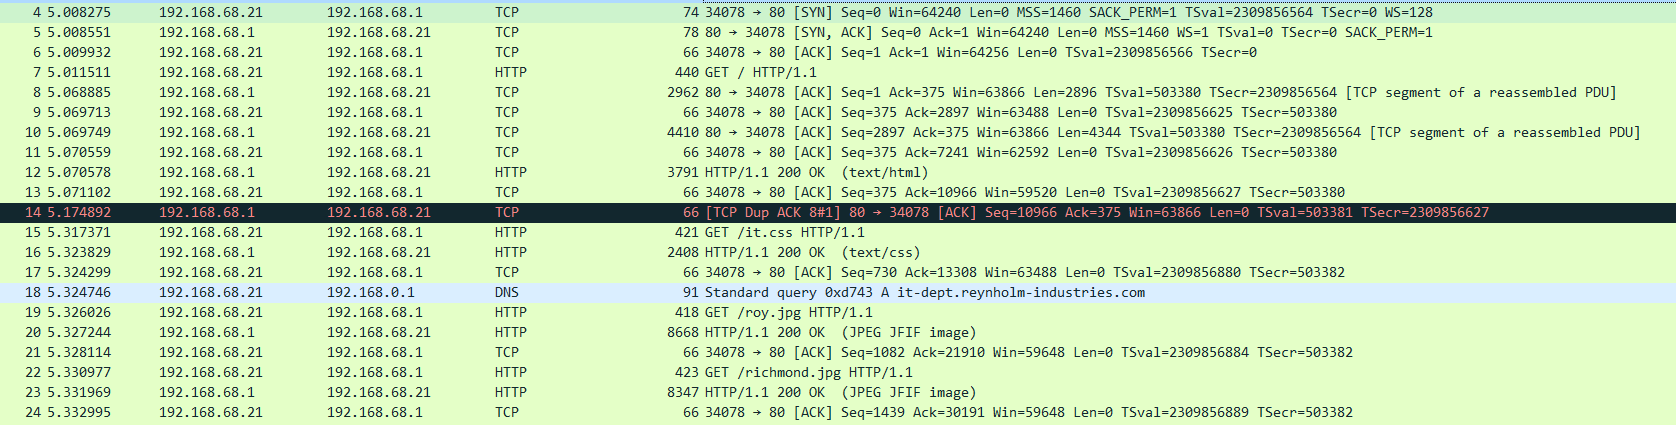 4 5.008275 192.168.68.21 192.168.68.1 TCP 74 34078 → 80 [SYN] Seq=0 Win=64240 Len=0 MSS=1460 SACK_PERM=1 TSval=2309856564 TSecr=0 WS=128
5 5.008551 192.168.68.1 192.168.68.21 TCP 78 80 → 34078 [SYN, ACK] Seq=0 Ack=1 Win=64240 Len=0 MSS=1460 WS=1 TSval=0 TSecr=0 SACK_PERM=1
6 5.009932 192.168.68.21 192.168.68.1 TCP 66 34078 → 80 [ACK] Seq=1 Ack=1 Win=64256 Len=0 TSval=2309856566 TSecr=0
7 5.011511 192.168.68.21 192.168.68.1 HTTP 440 GET / HTTP/1.1
8 5.068885 192.168.68.1 192.168.68.21 TCP 2962 80 → 34078 [ACK] Seq=1 Ack=375 Win=63866 Len=2896 TSval=503380 TSecr=2309856564 [TCP segment of a reassembled PDU]
9 5.069713 192.168.68.21 192.168.68.1 TCP 66 34078 → 80 [ACK] Seq=375 Ack=2897 Win=63488 Len=0 TSval=2309856625 TSecr=503380
10 5.069749 192.168.68.1 192.168.68.21 TCP 4410 80 → 34078 [ACK] Seq=2897 Ack=375 Win=63866 Len=4344 TSval=503380 TSecr=2309856564 [TCP segment of a reassembled PDU]
11 5.070559 192.168.68.21 192.168.68.1 TCP 66 34078 → 80 [ACK] Seq=375 Ack=7241 Win=62592 Len=0 TSval=2309856626 TSecr=503380
12 5.070578 192.168.68.1 192.168.68.21 HTTP 3791 HTTP/1.1 200 OK (text/html)
13 5.071102 192.168.68.21 192.168.68.1 TCP 66 34078 → 80 [ACK] Seq=375 Ack=10966 Win=59520 Len=0 TSval=2309856627 TSecr=503380
14 5.174892 192.168.68.1 192.168.68.21 TCP 66 [TCP Dup ACK 8#1] 80 → 34078 [ACK] Seq=10966 Ack=375 Win=63866 Len=0 TSval=503381 TSecr=2309856627
15 5.317371 192.168.68.21 192.168.68.1 HTTP 421 GET /it.css HTTP/1.1
16 5.323829 192.168.68.1 192.168.68.21 HTTP 2408 HTTP/1.1 200 OK (text/css)
17 5.324299 192.168.68.21 192.168.68.1 TCP 66 34078 → 80 [ACK] Seq=730 Ack=13308 Win=63488 Len=0 TSval=2309856880 TSecr=503382
18 5.324746 192.168.68.21 192.168.0.1 DNS 91 Standard query 0xd743 A it-dept.reynholm-industries.com
19 5.326026 192.168.68.21 192.168.68.1 HTTP 418 GET /roy.jpg HTTP/1.1
20 5.327244 192.168.68.1 192.168.68.21 HTTP 8668 HTTP/1.1 200 OK (JPEG JFIF image)
21 5.328114 192.168.68.21 192.168.68.1 TCP 66 34078 → 80 [ACK] Seq=1082 Ack=21910 Win=59648 Len=0 TSval=2309856884 TSecr=503382
22 5.330977 192.168.68.21 192.168.68.1 HTTP 423 GET /richmond.jpg HTTP/1.1
23 5.331969 192.168.68.1 192.168.68.21 HTTP 8347 HTTP/1.1 200 OK (JPEG JFIF image)
24 5.332995 192.168.68.21 192.168.68.1 TCP 66 34078 → 80 [ACK] Seq=1439 Ack=30191 Win=59648 Len=0 TSval=2309856889 TSecr=503382